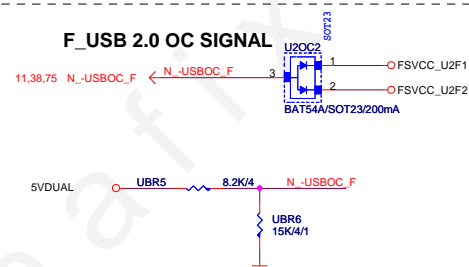 F_USB 2.0 OC SIGNAL
U2OC2
SOT23
11,38,75 N_-USBOC_F
N_-USBOC_F
3
1
FSVCC_U2F1
2
FSVCC_U2F2
BAT54A/SOT23/200mA
5VDUAL
UBR5
8.2K/4
N_-USBOC_F
UBR6
15K/4/1